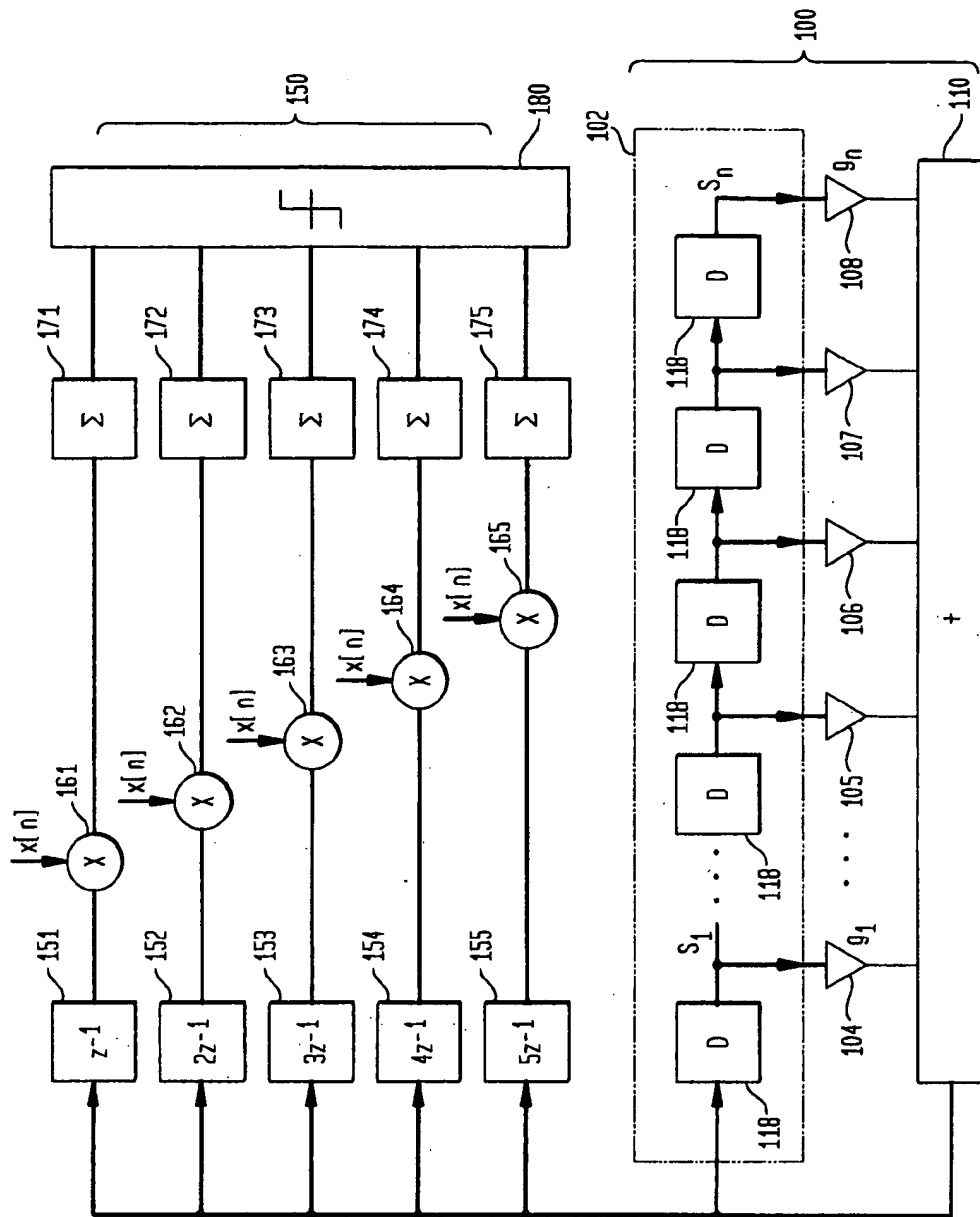 151
z⁻¹
x[n]
161
X
171
Σ
152
2z⁻¹
x[n]
162
X
172
Σ
153
3z⁻¹
x[n]
163
X
173
Σ
154
4z⁻¹
x[n]
164
X
174
Σ
155
5z⁻¹
x[n]
165
X
175
Σ
150
180
102
D
118
S₁
. . .
D
118
D
118
D
118
D
118
Sₙ
104
g₁
. . . .
105
106
107
108
gₙ
+
110
100